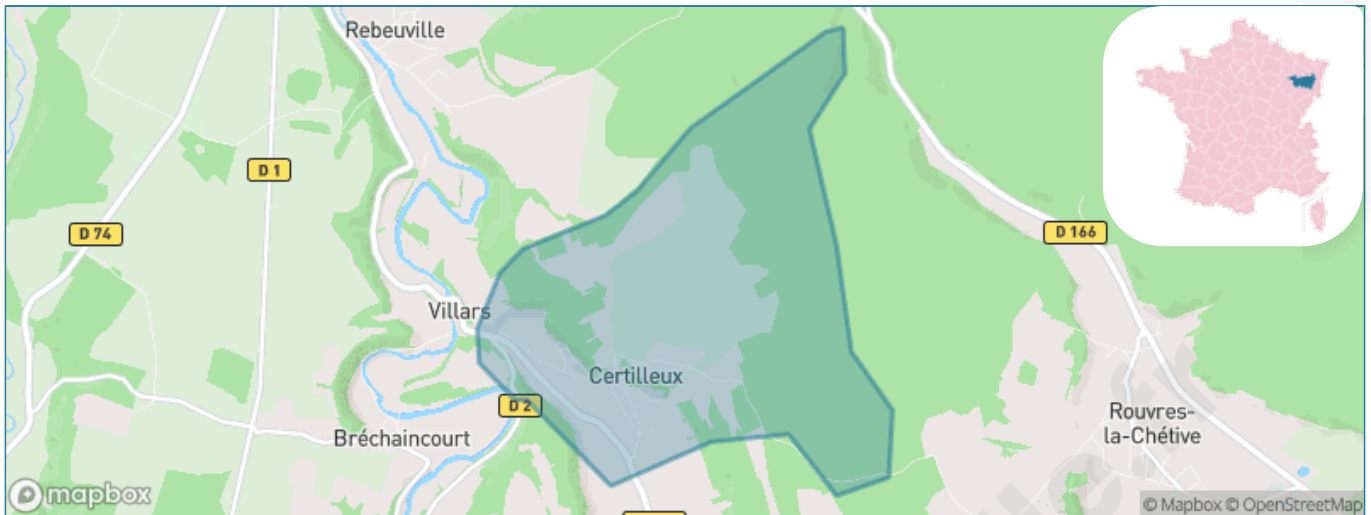 Rebeuville
D 1
D 74
D 166
Villars
Certilleux
D 2
Rouvres-
la-Chétive
Bréchaincourt
mapbox
© Mapbox © OpenStreetMap